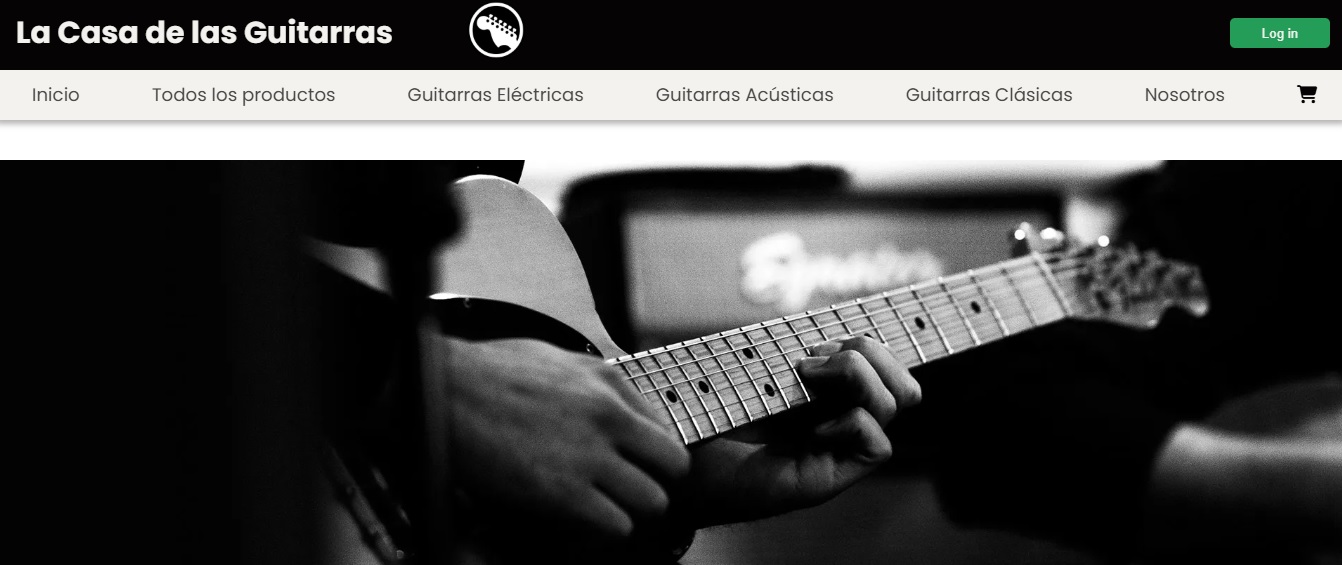 La Casa de las Guitarras
Log in
Inicio Todos los productos Guitarras Eléctricas Guitarras Acústicas Guitarras Clásicas Nosotros